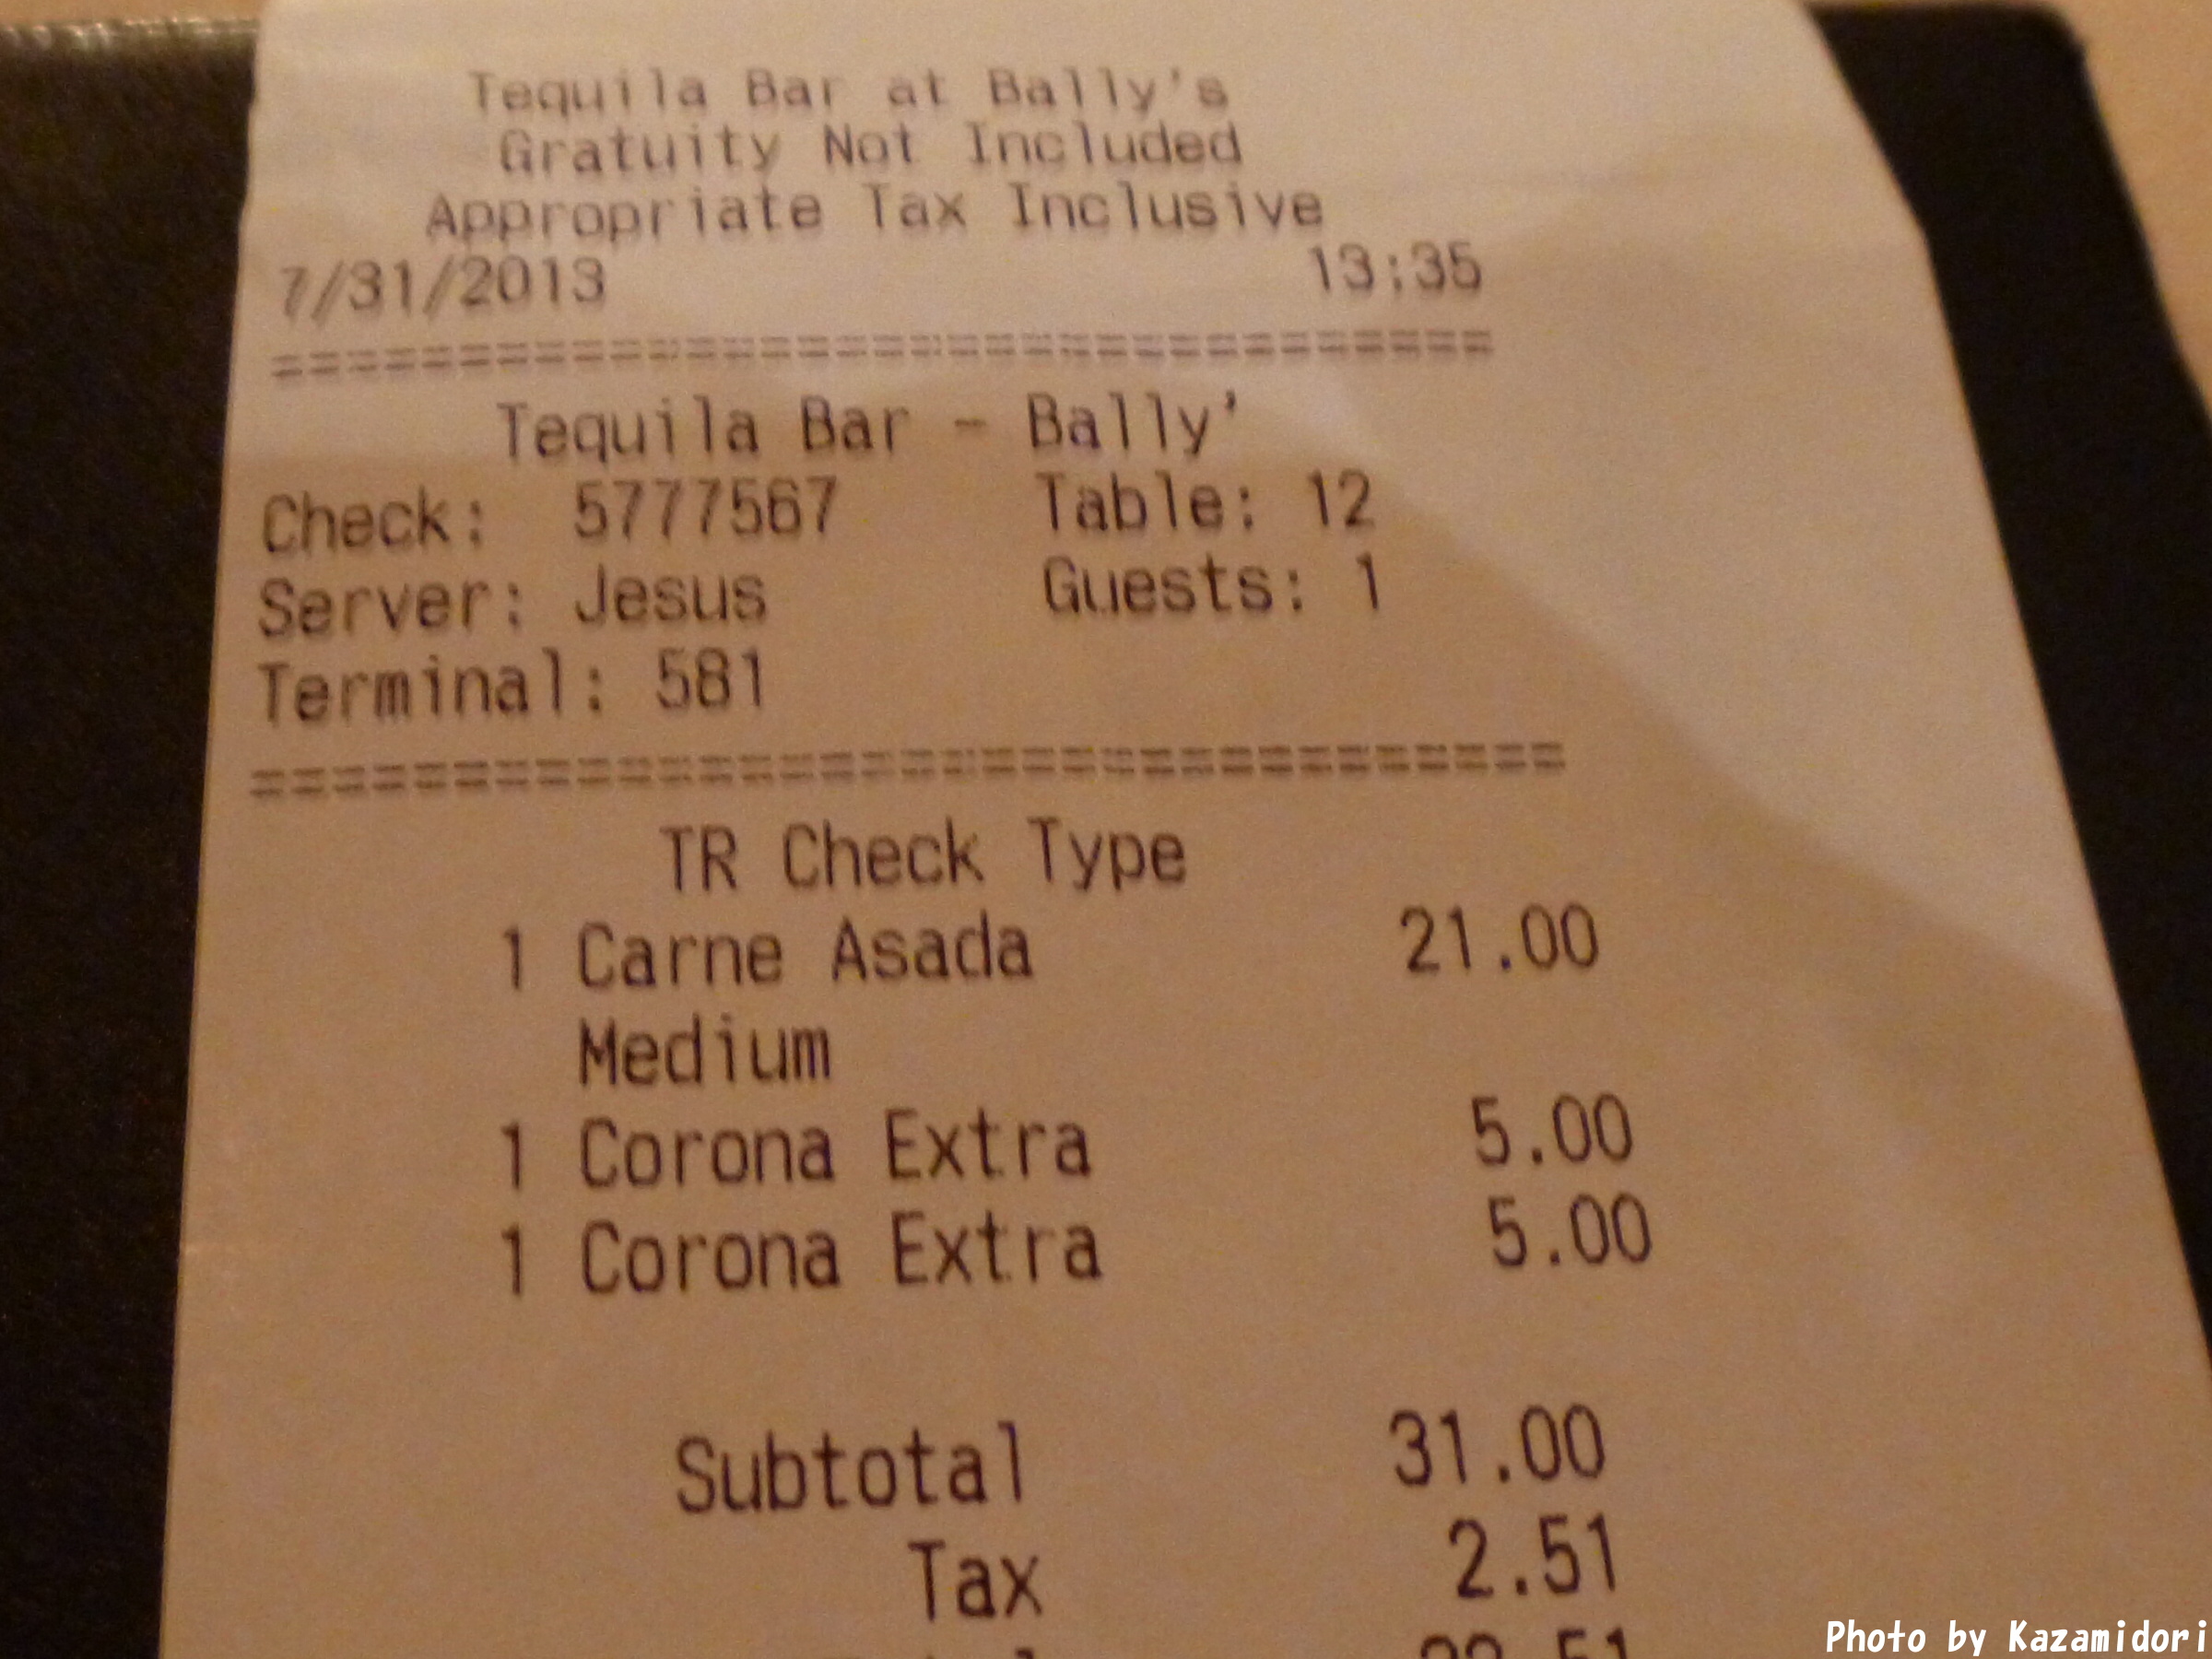 Tequila Bar at Bally's
Gratuity Not Included
Appropriate Tax Inclusive
7/31/2013 13:35
=================================
Tequila Bar - Bally'
Check: 5777567 Table: 12
Server: Jesus Guests: 1
Terminal: 581
=================================
TR Check Type
1 Carne Asada 21.00
Medium
1 Corona Extra 5.00
1 Corona Extra 5.00
Subtotal 31.00
Tax 2.51
Photo by Kazamidori